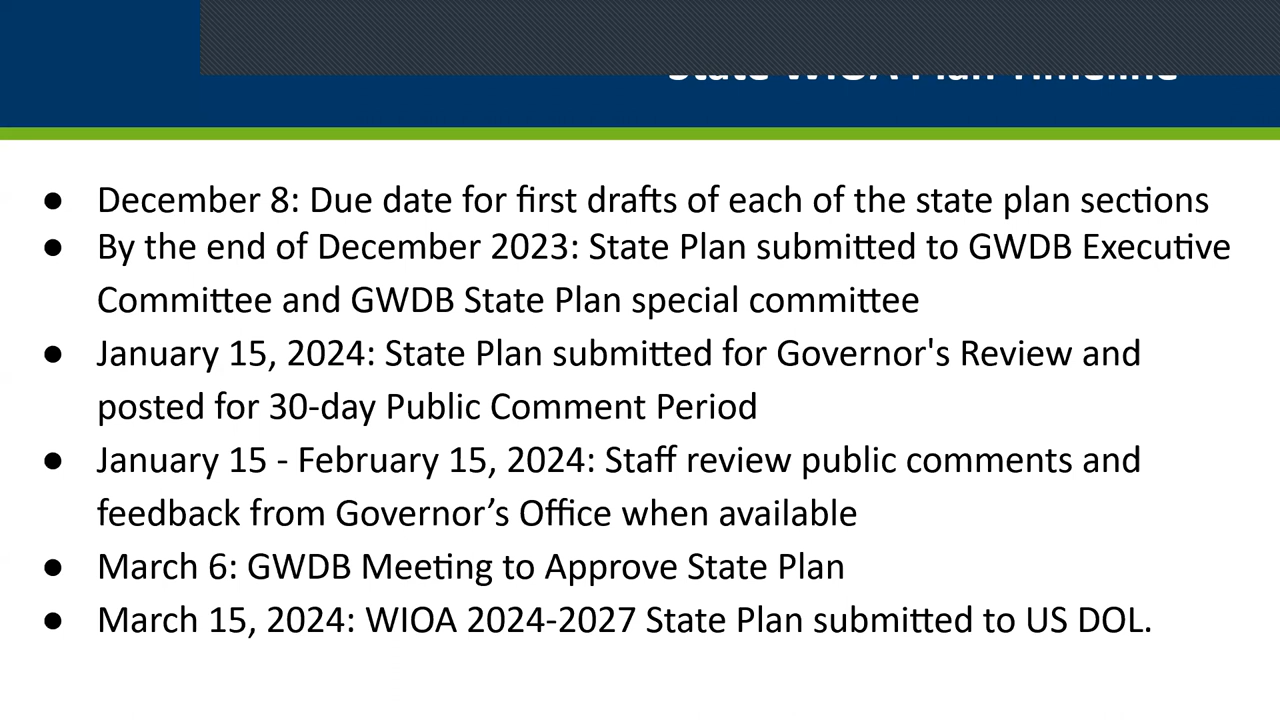 State WIOA Plan Timeline
● December 8: Due date for first drafts of each of the state plan sections
● By the end of December 2023: State Plan submitted to GWDB Executive
Committee and GWDB State Plan special committee
● January 15, 2024: State Plan submitted for Governor's Review and
posted for 30-day Public Comment Period
● January 15 - February 15, 2024: Staff review public comments and
feedback from Governor’s Office when available
● March 6: GWDB Meeting to Approve State Plan
● March 15, 2024: WIOA 2024-2027 State Plan submitted to US DOL.